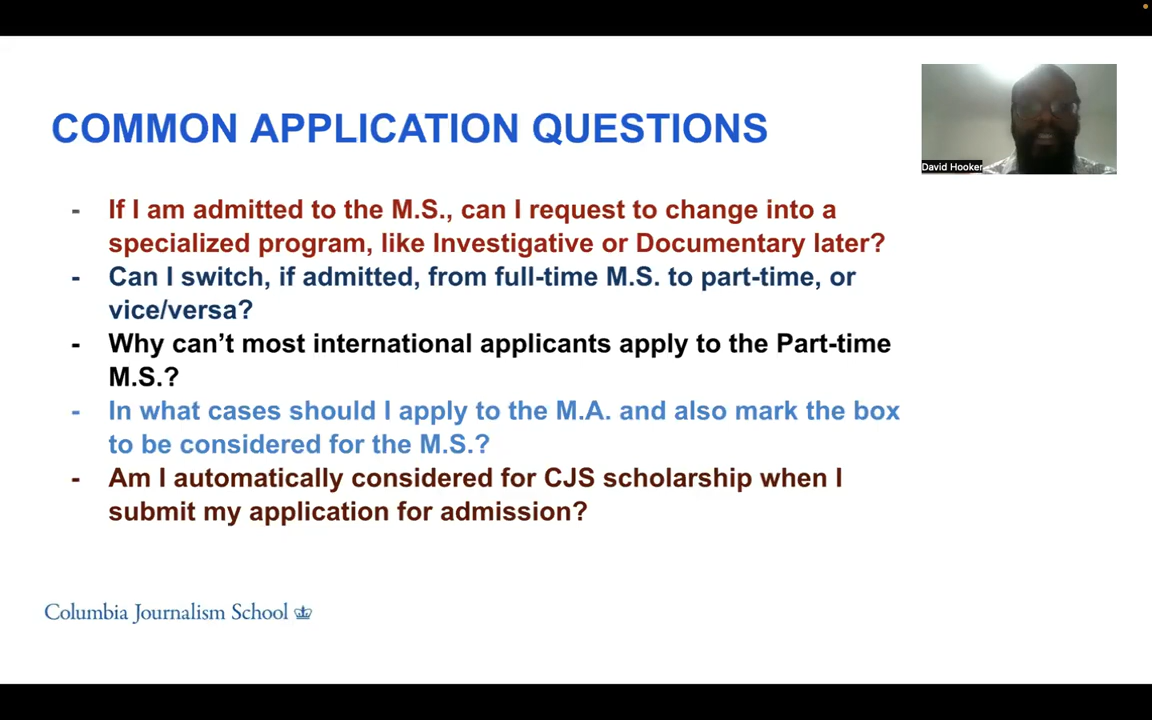 COMMON APPLICATION QUESTIONS
David Hooker
- If I am admitted to the M.S., can I request to change into a
specialized program, like Investigative or Documentary later?
- Can I switch, if admitted, from full-time M.S. to part-time, or
vice/versa?
- Why can’t most international applicants apply to the Part-time
M.S.?
- In what cases should I apply to the M.A. and also mark the box
to be considered for the M.S.?
- Am I automatically considered for CJS scholarship when I
submit my application for admission?
Columbia Journalism School